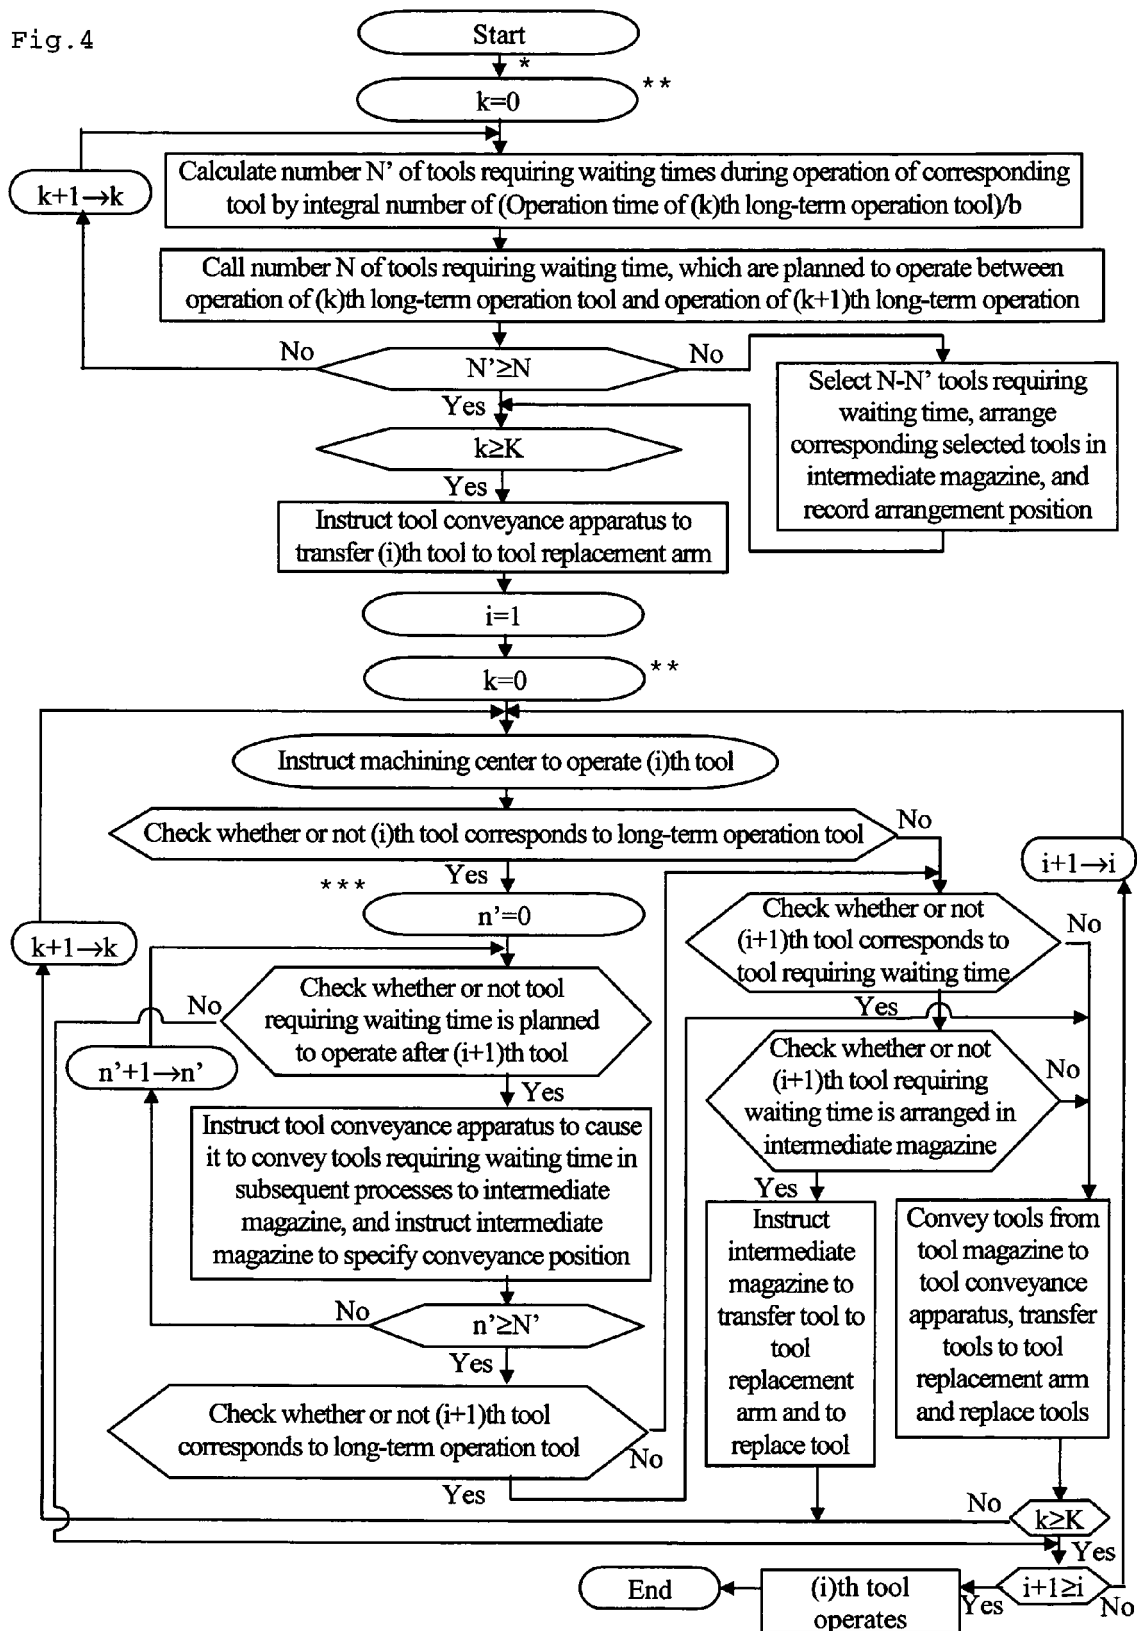 Fig.4
Start
*
k=0
**
k+1→k
Calculate number N’ of tools requiring waiting times during operation of corresponding
tool by integral number of (Operation time of (k)th long-term operation tool)/b
Call number N of tools requiring waiting time, which are planned to operate between
operation of (k)th long-term operation tool and operation of (k+1)th long-term operation
No
N’≥N
No
Yes
Select N-N’ tools requiring
waiting time, arrange
corresponding selected tools in
intermediate magazine, and
record arrangement position
k≥K
Yes
Instruct tool conveyance apparatus to
transfer (i)th tool to tool replacement arm
i=1
k=0
**
Instruct machining center to operate (i)th tool
Check whether or not (i)th tool corresponds to long-term operation tool
No
Yes
i+1→i
***
n’=0
k+1→k
Check whether or not
(i+1)th tool corresponds to
tool requiring waiting time
No
Yes
No
Check whether or not tool
requiring waiting time is planned
to operate after (i+1)th tool
Yes
n’+1→n’
Check whether or not
(i+1)th tool requiring
waiting time is arranged in
intermediate magazine
No
Yes
Instruct tool conveyance apparatus to cause
it to convey tools requiring waiting time in
subsequent processes to intermediate
magazine, and instruct intermediate
magazine to specify conveyance position
Instruct
intermediate
magazine to
transfer tool to
tool
replacement
arm and to
replace tool
Convey tools from
tool magazine to
tool conveyance
apparatus, transfer
tools to tool
replacement arm
and replace tools
No
n’≥N’
Yes
Check whether or not (i+1)th tool
corresponds to long-term operation tool
No
Yes
No
k≥K
Yes
End
(i)th tool
operates
Yes
i+1≥i
No